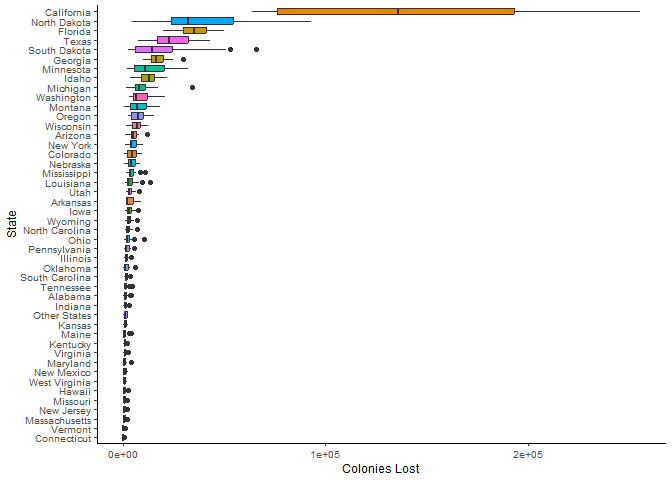 California
North Dakota
Florida
Texas
South Dakota
Georgia
Minnesota
Idaho
Michigan
Washington
Montana
Oregon
Wisconsin
Arizona
New York
Colorado
Nebraska
Mississippi
Louisiana
Utah
Arkansas
Iowa
Wyoming
North Carolina
Ohio
Pennsylvania
Illinois
Oklahoma
South Carolina
Tennessee
Alabama
Indiana
Other States
Kansas
Maine
Kentucky
Virginia
Maryland
New Mexico
West Virginia
Hawaii
Missouri
New Jersey
Massachusetts
Vermont
Connecticut
State
0e+00 1e+05 2e+05
Colonies Lost